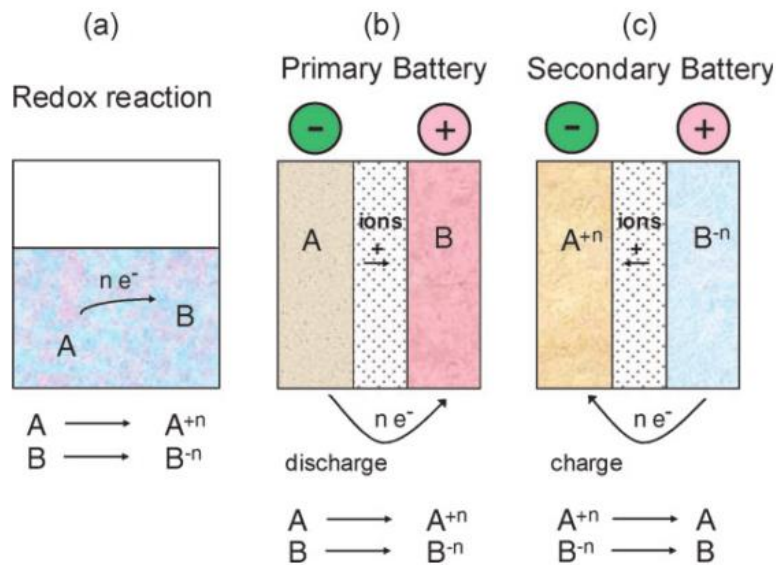 (a)
Redox reaction
n e⁻
A
B
A ⟶ A⁺ⁿ
B ⟶ B⁻ⁿ
(b)
Primary Battery
-
+
A
ions
+
B
n e⁻
discharge
A ⟶ A⁺ⁿ
B ⟶ B⁻ⁿ
(c)
Secondary Battery
-
+
A⁺ⁿ
ions
+
B⁻ⁿ
n e⁻
charge
A⁺ⁿ ⟶ A
B⁻ⁿ ⟶ B